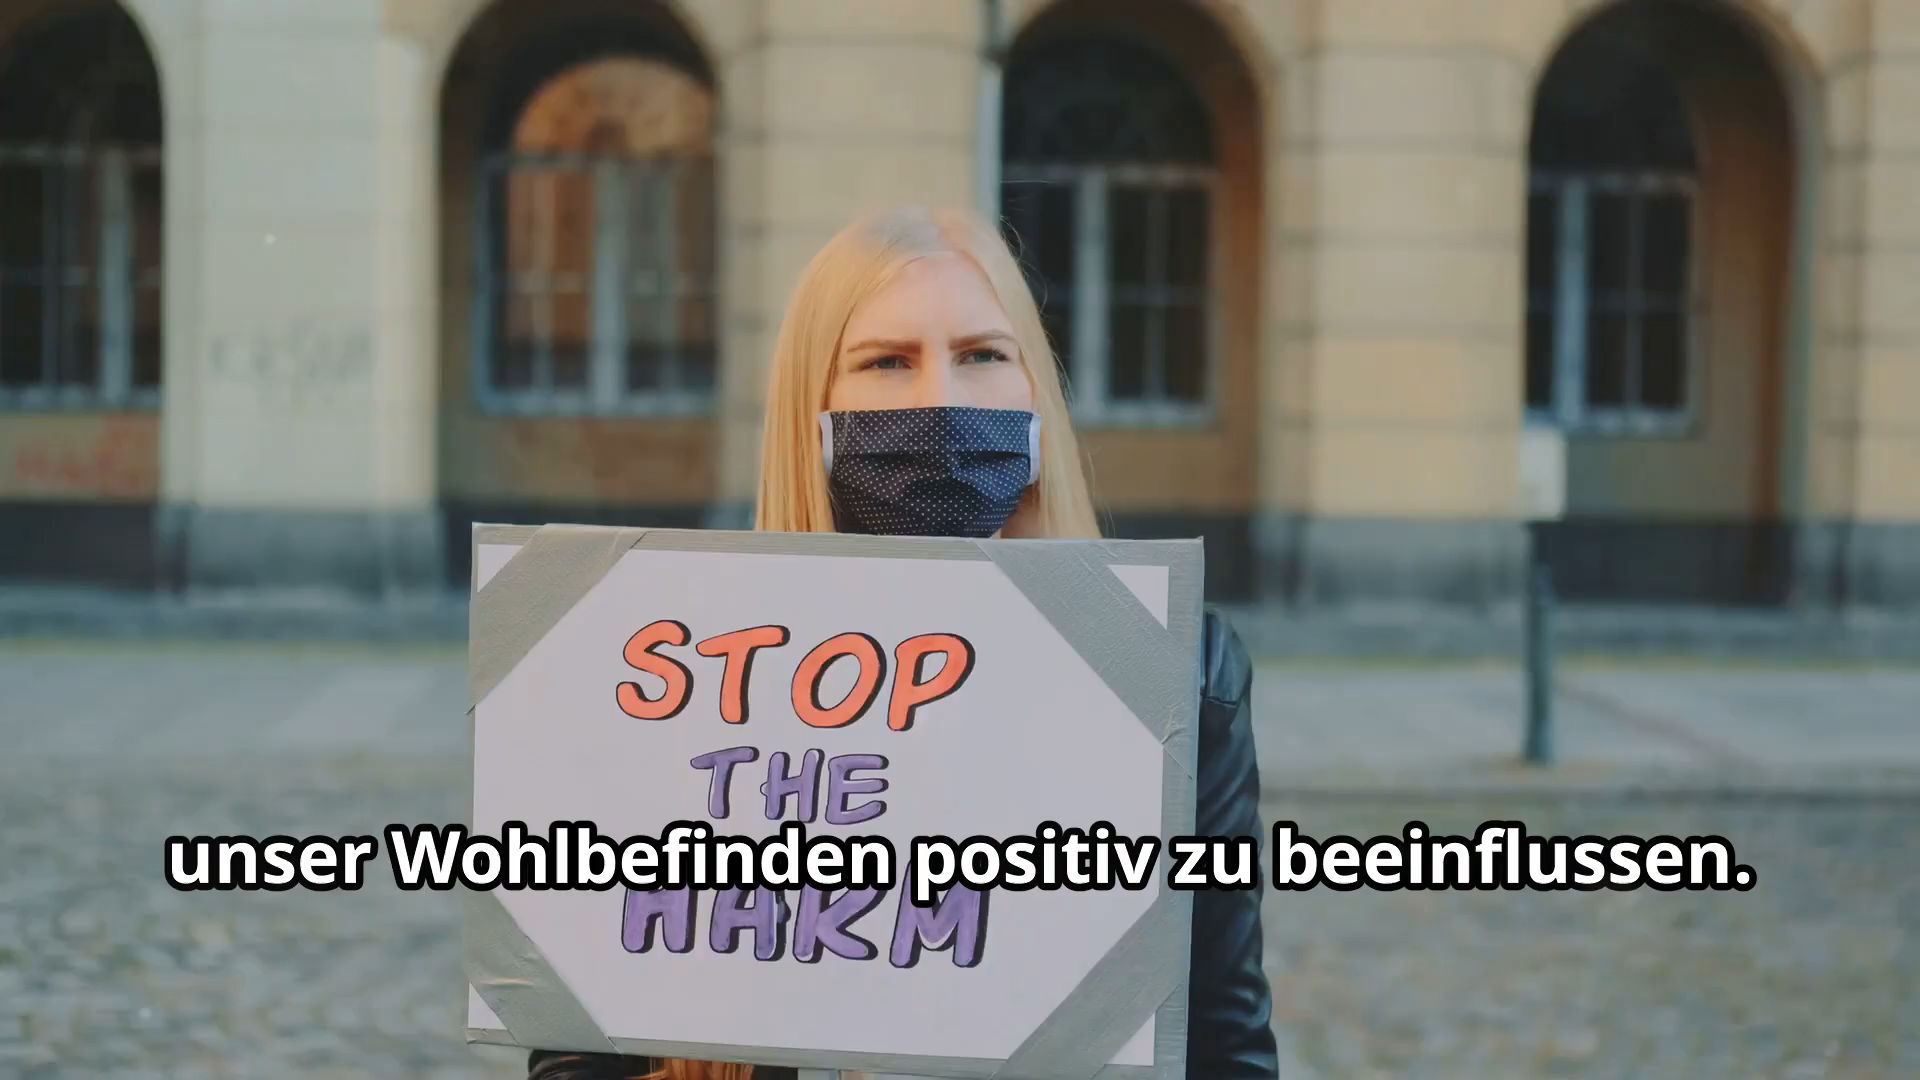 STOP
THE
HARM
unser Wohlbefinden positiv zu beeinflussen.